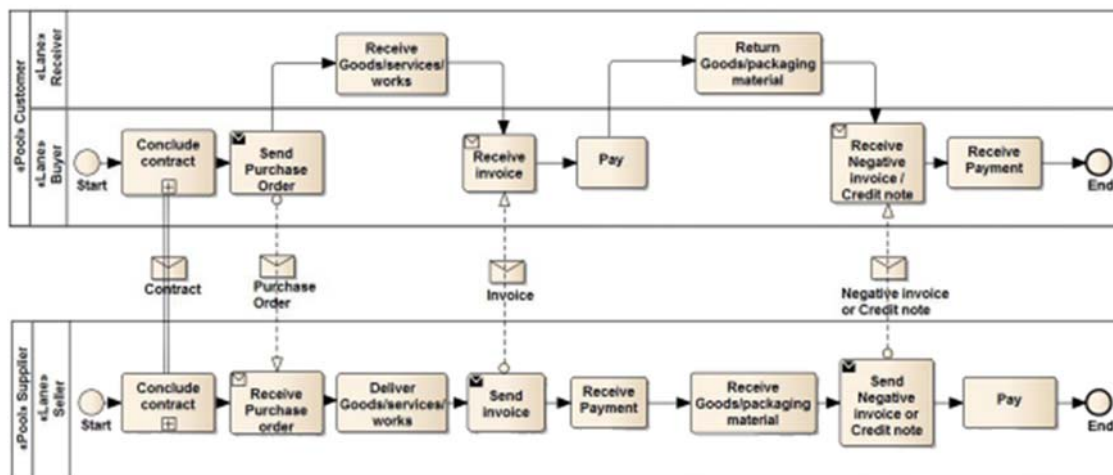 «Pool» Customer
«Lane»
Receiver
Receive
Goods/services/
works
Return
Goods/packaging
material
«Lane»
Buyer
Start
Conclude
contract
Send
Purchase
Order
Receive
invoice
Pay
Receive
Negative
invoice /
Credit note
Receive
Payment
End
Contract
Purchase
Order
Invoice
Negative invoice
or Credit note
«Pool» Supplier
«Lane»
Seller
Start
Conclude
contract
Receive
Purchase
order
Deliver
Goods/services/
works
Send
invoice
Receive
Payment
Receive
Goods/packaging
material
Send
Negative
invoice or
Credit note
Pay
End